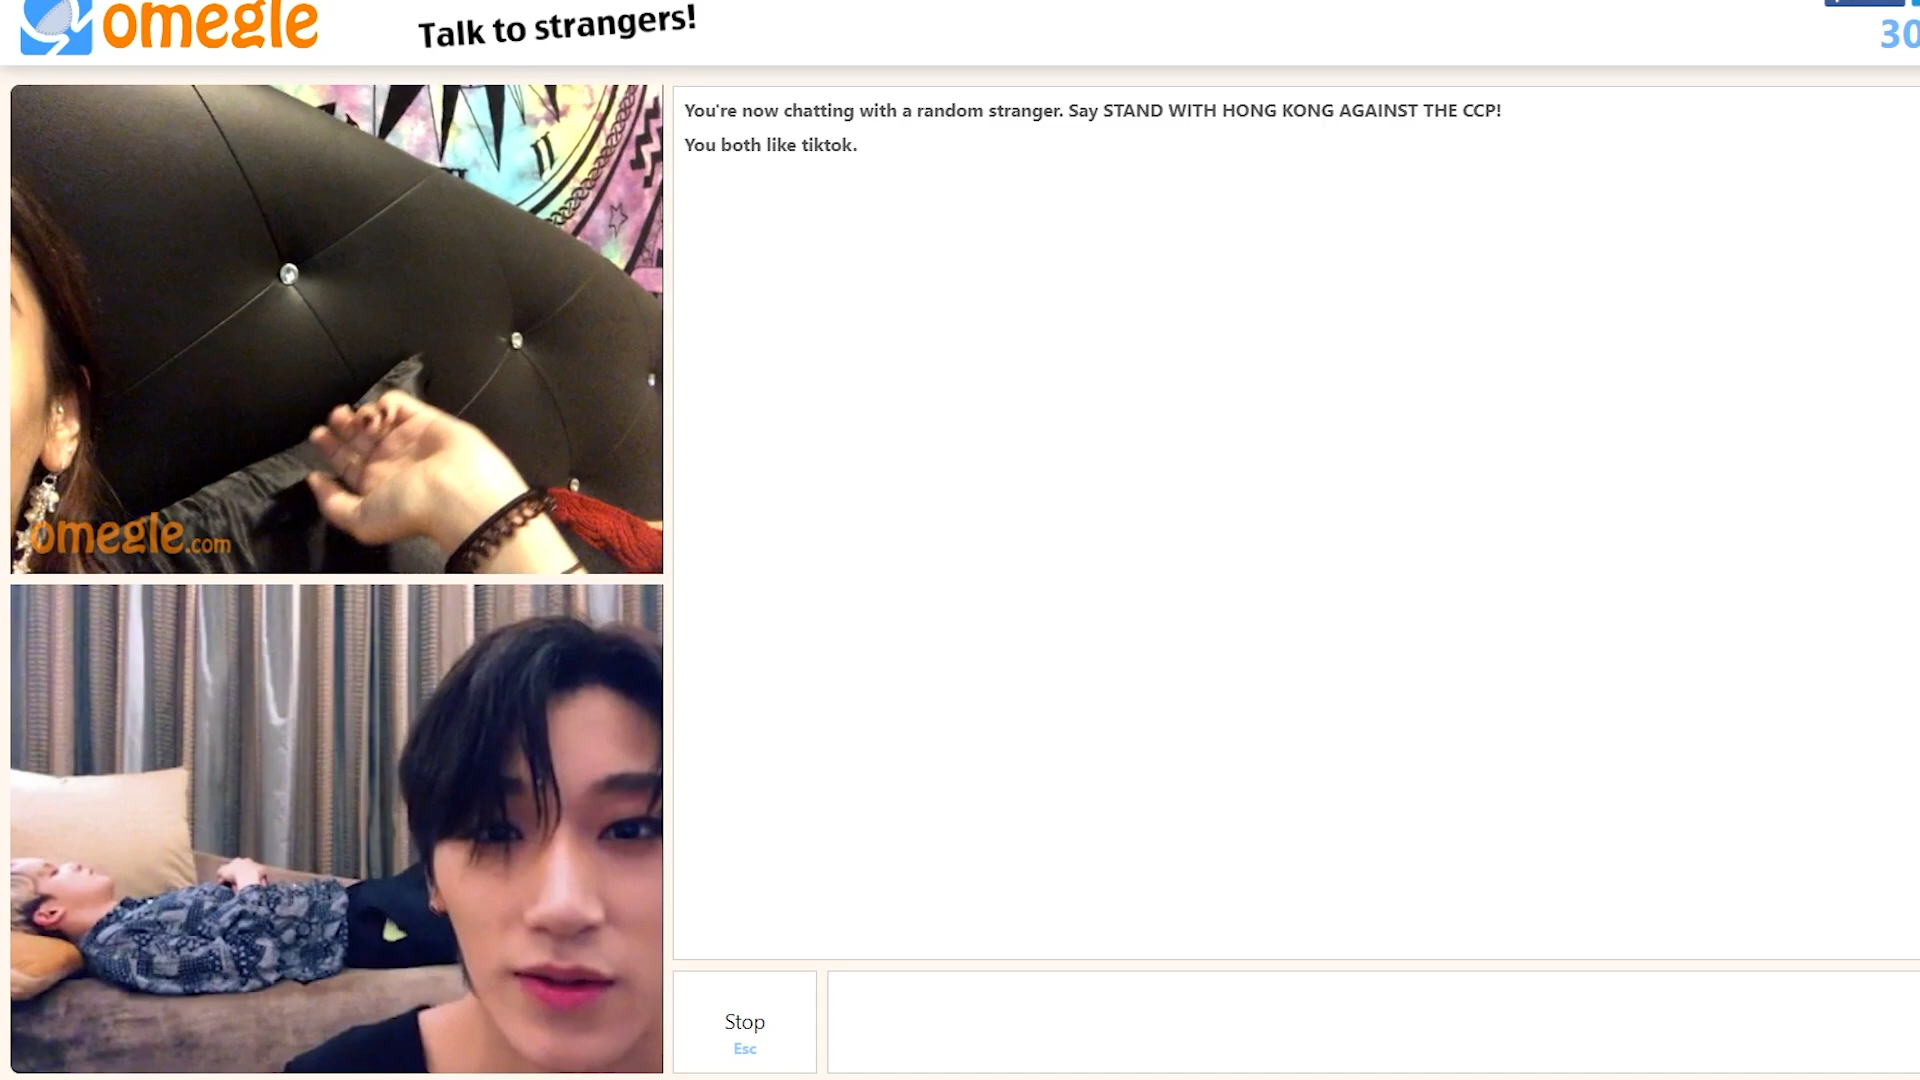 omegle
Talk to strangers!
30
You're now chatting with a random stranger. Say STAND WITH HONG KONG AGAINST THE CCP!
You both like tiktok.
II
omegle.com
Stop
Esc